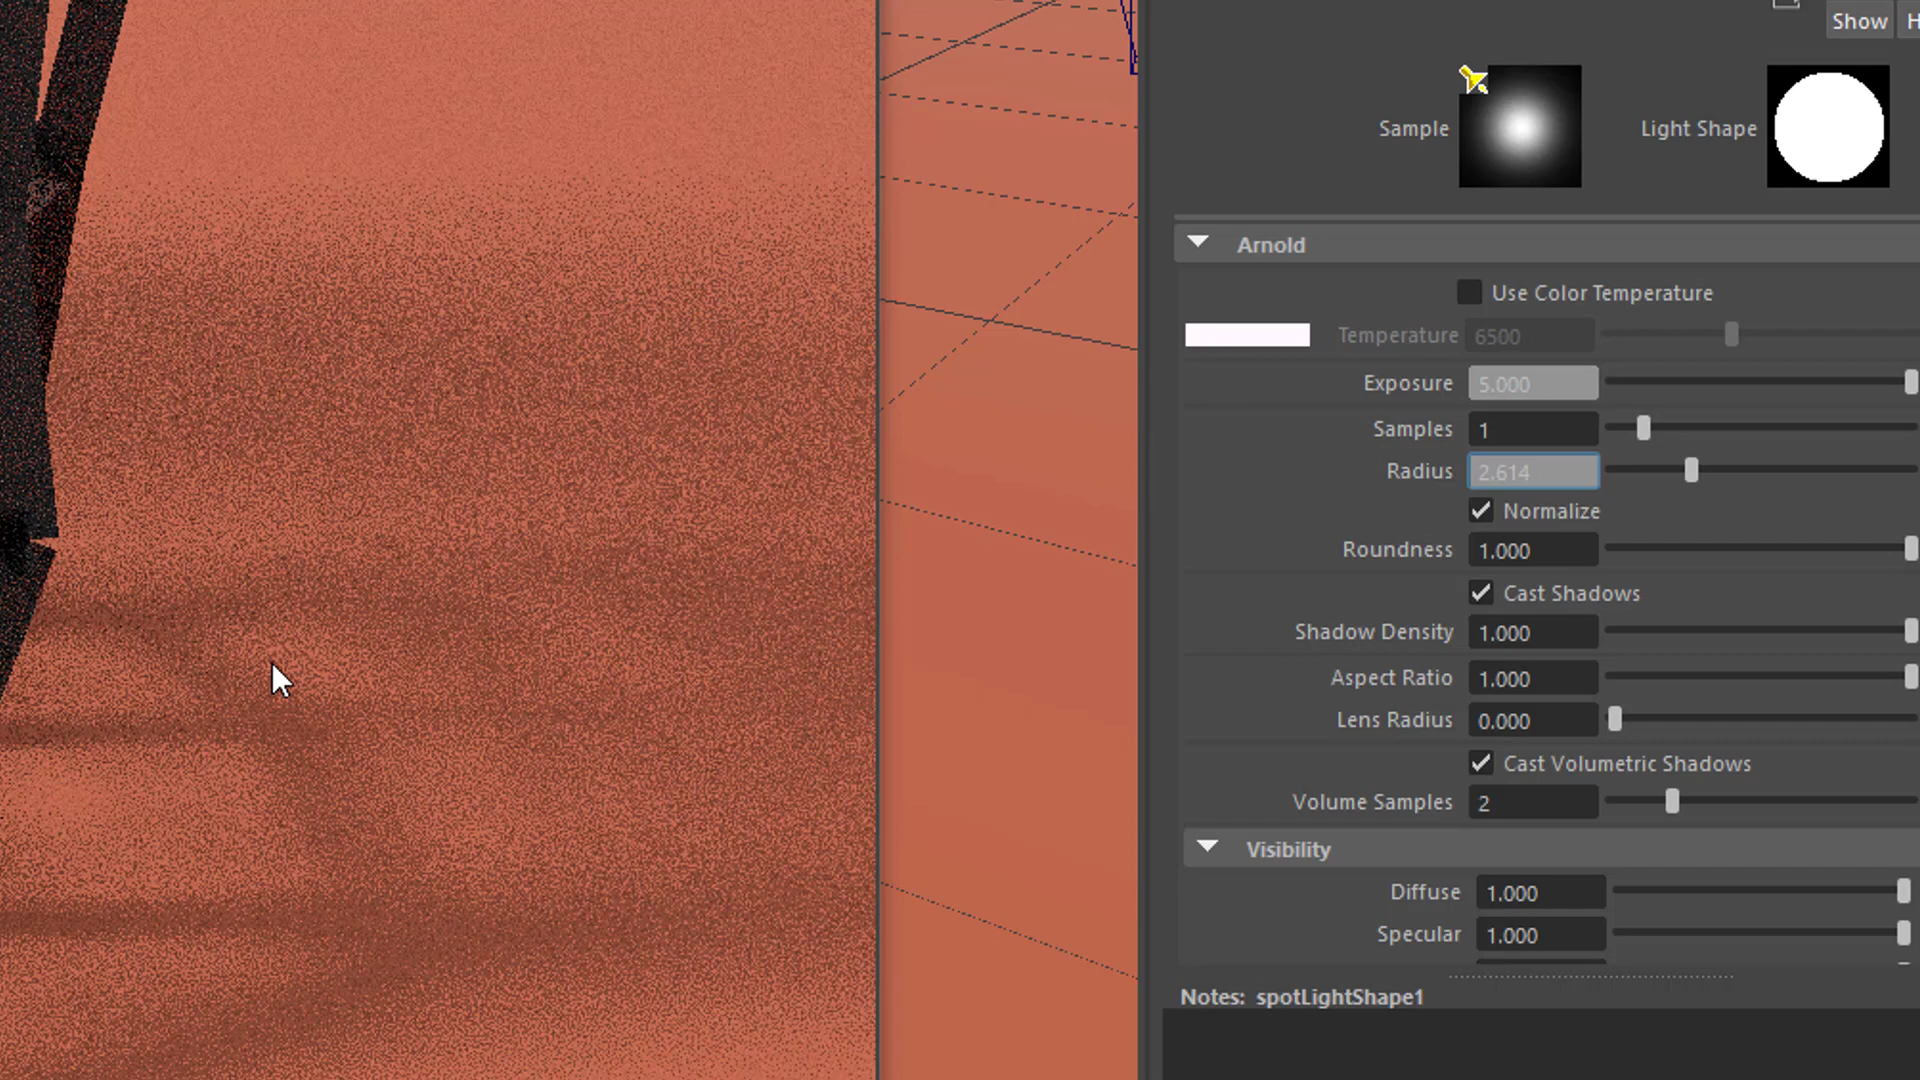 Show
H
Sample
Light Shape
Arnold
Use Color Temperature
Temperature 6500
Exposure 5.000
Samples 1
Radius 2.614
Normalize
Roundness 1.000
Cast Shadows
Shadow Density 1.000
Aspect Ratio 1.000
Lens Radius 0.000
Cast Volumetric Shadows
Volume Samples 2
Visibility
Diffuse 1.000
Specular 1.000
Notes: spotLightShape1